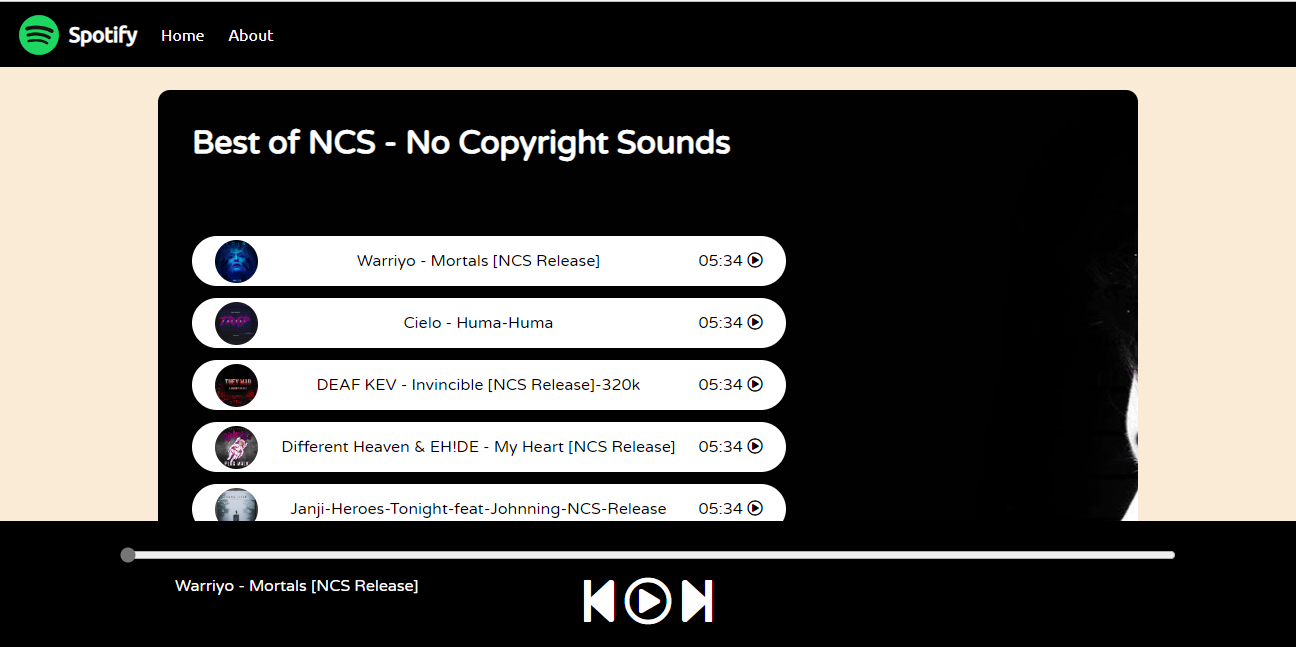 Spotify Home About
Best of NCS - No Copyright Sounds
Warriyo - Mortals [NCS Release] 05:34
Cielo - Huma-Huma 05:34
DEAF KEV - Invincible [NCS Release]-320k 05:34
THEY MAD
Different Heaven & EH!DE - My Heart [NCS Release] 05:34
Janji-Heroes-Tonight-feat-Johnning-NCS-Release 05:34
Warriyo - Mortals [NCS Release]